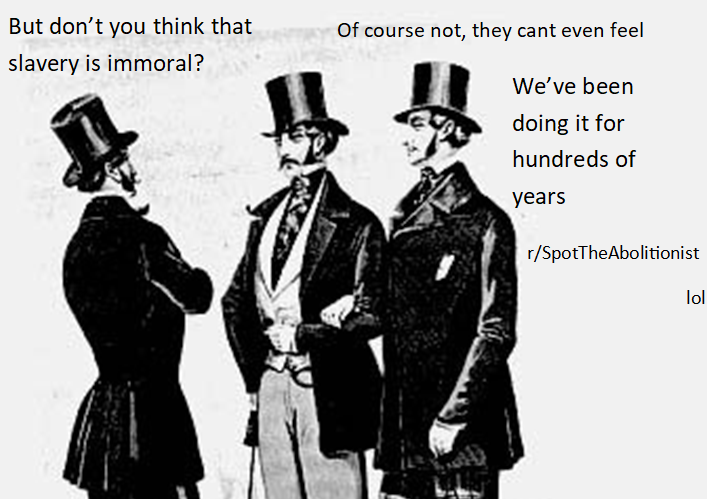 But don’t you think that
slavery is immoral?
Of course not, they cant even feel
We’ve been
doing it for
hundreds of
years
r/SpotTheAbolitionist
lol